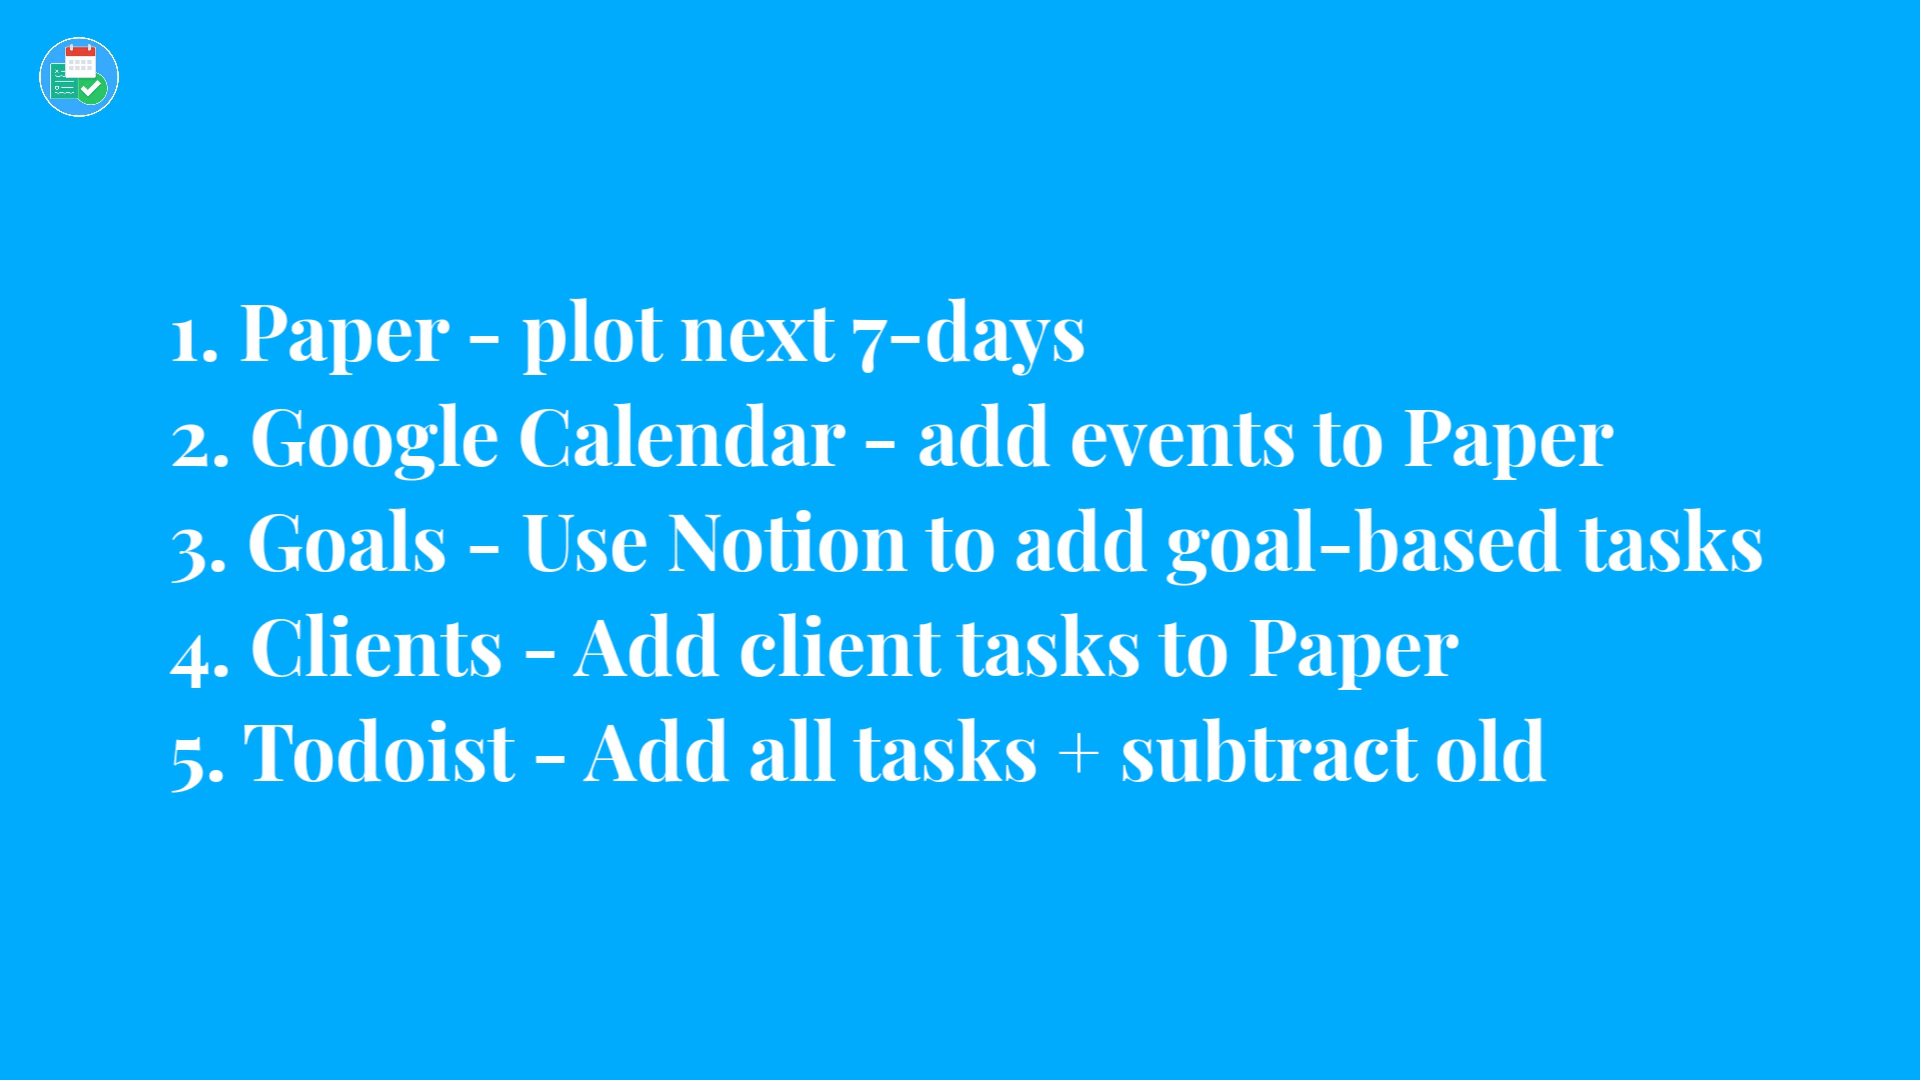 1. Paper - plot next 7-days
2. Google Calendar - add events to Paper
3. Goals - Use Notion to add goal-based tasks
4. Clients - Add client tasks to Paper
5. Todoist - Add all tasks + subtract old